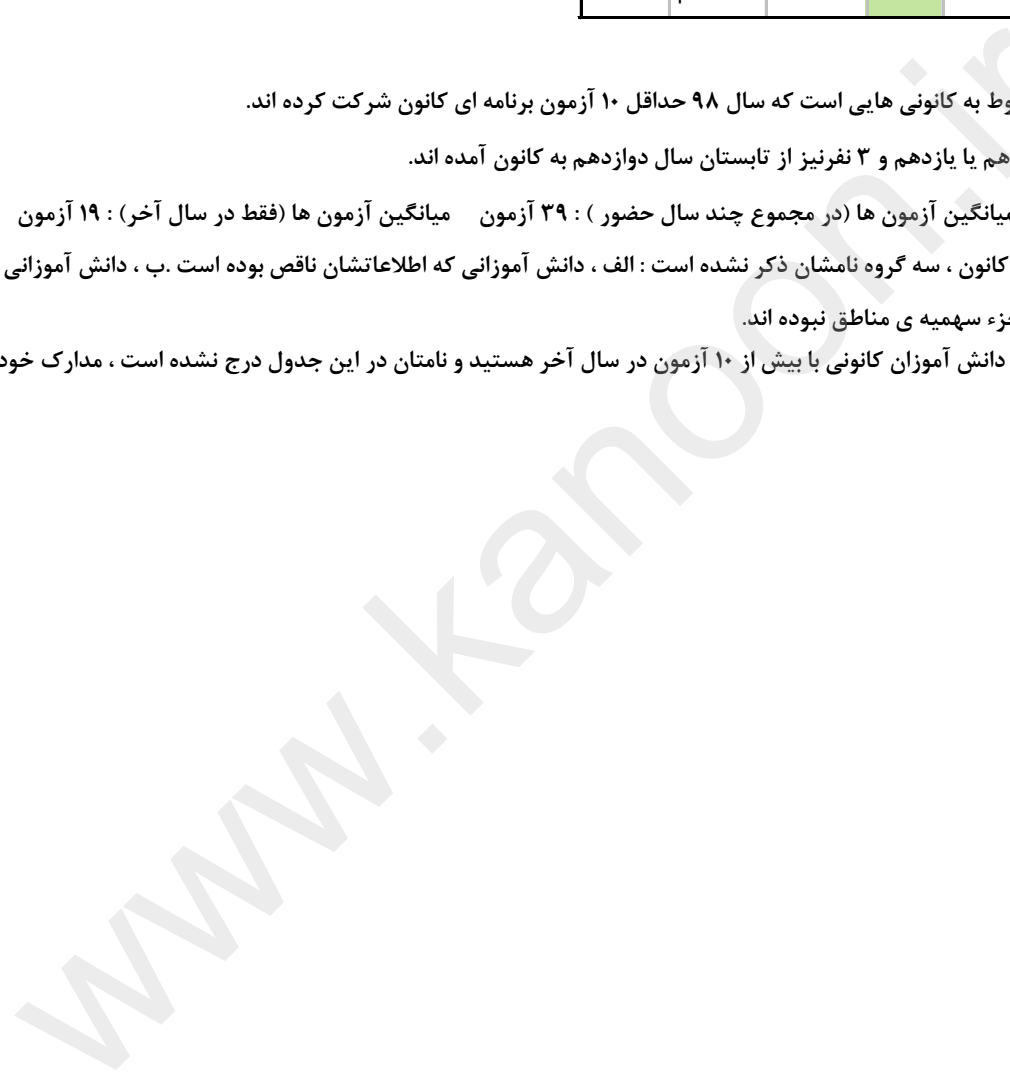 وط به کانونی هایی است که سال ۹۸ حداقل ۱۰ آزمون برنامه ای کانون شرکت کرده اند.
هم یا یازدهم و ۳ نفرنیز از تابستان سال دوازدهم به کانون آمده اند.
میانگین آزمون ها (در مجموع چند سال حضور ) : ۳۹ آزمون میانگین آزمون ها (فقط در سال آخر) : ۱۹ آزمون
کانون ، سه گروه نامشان ذکر نشده است : الف ، دانش آموزانی که اطلاعاتشان ناقص بوده است .ب ، دانش آموزانی
جزء سهمیه ی مناطق نبوده اند.
دانش آموزان کانونی با بیش از ۱۰ آزمون در سال آخر هستید و نامتان در این جدول درج نشده است ، مدارک خود
www.kanoon.ir